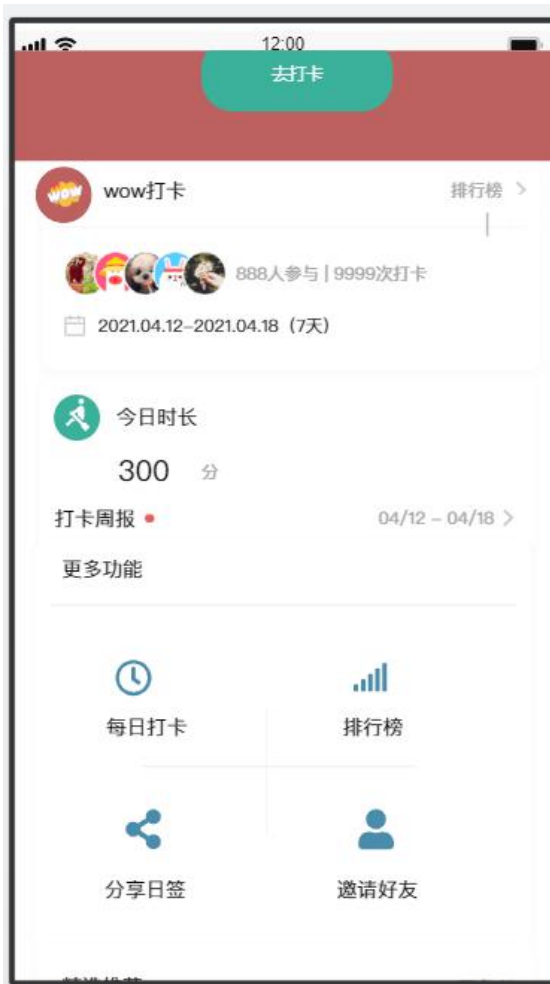 12:00
去打卡
wow wow打卡 排行榜
888人参与 | 9999次打卡
2021.04.12-2021.04.18（7天）
今日时长
300 分
打卡周报 04/12 - 04/18
更多功能
每日打卡 排行榜
分享日签 邀请好友